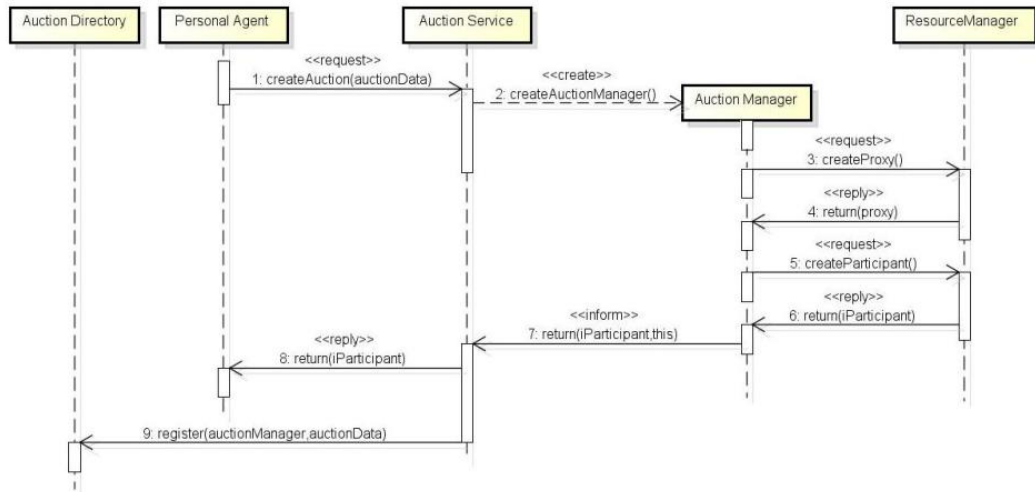 Auction Directory
Personal Agent
Auction Service
ResourceManager
<<request>>
1: createAuction(auctionData)
<<create>>
2: createAuctionManager()
Auction Manager
<<request>>
3: createProxy()
<<reply>>
4: return(proxy)
<<request>>
5: createParticipant()
<<reply>>
6: return(iParticipant)
<<inform>>
7: return(iParticipant,this)
<<reply>>
8: return(iParticipant)
9: register(auctionManager,auctionData)